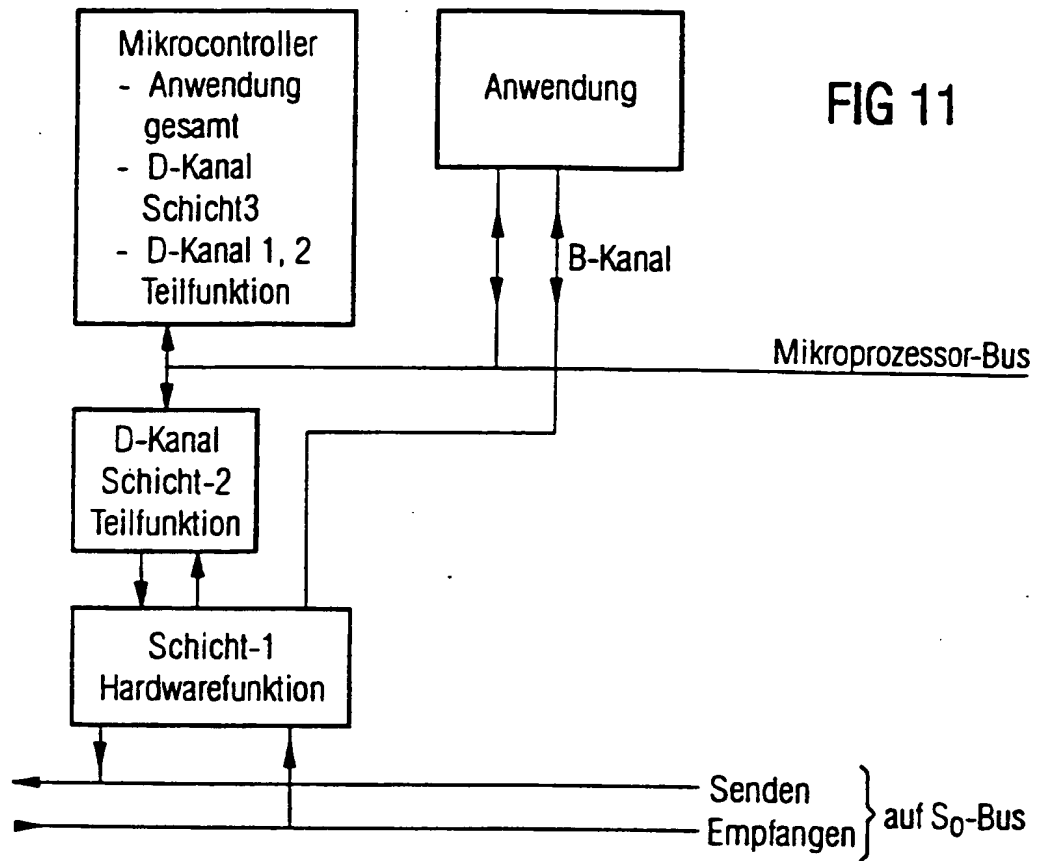 Mikrocontroller
- Anwendung
gesamt
- D-Kanal
Schicht3
- D-Kanal 1, 2
Teilfunktion
Anwendung
FIG 11
B-Kanal
Mikroprozessor-Bus
D-Kanal
Schicht-2
Teilfunktion
Schicht-1
Hardwarefunktion
Senden
Empfangen
auf S₀-Bus